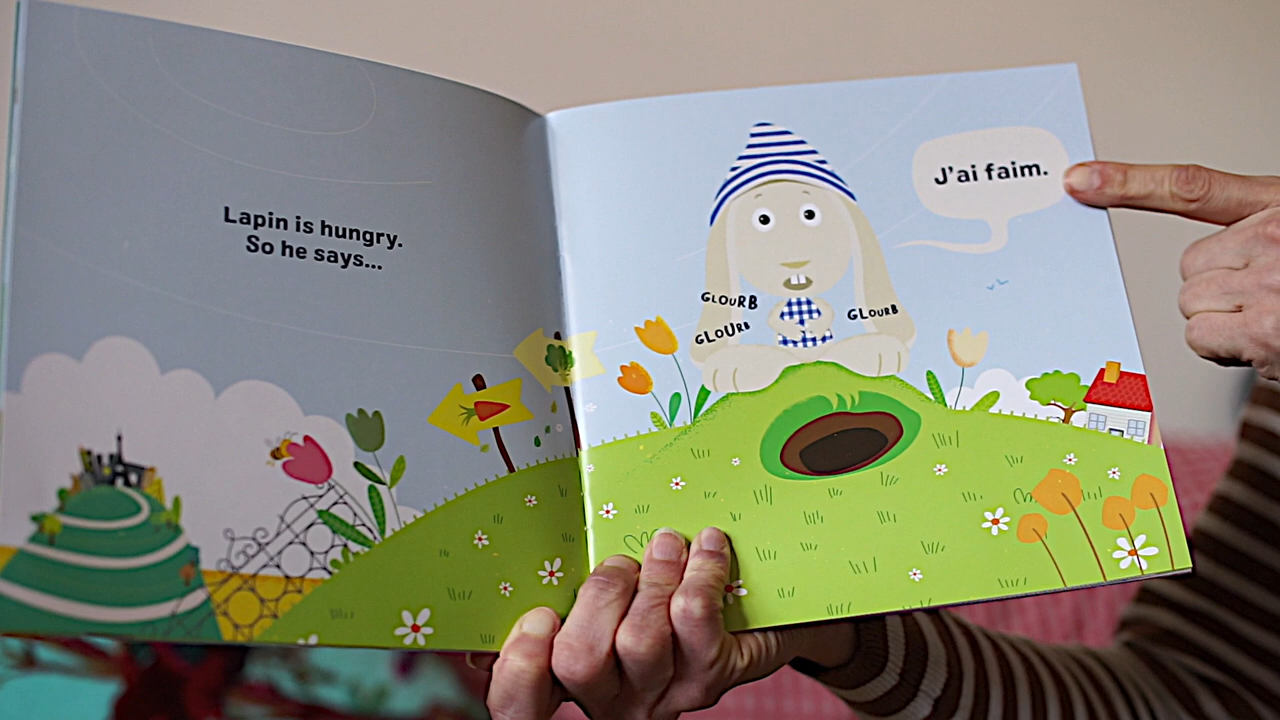 Lapin is hungry.
So he says...
J'ai faim.
GLOURB
GLOURB
GLOURB